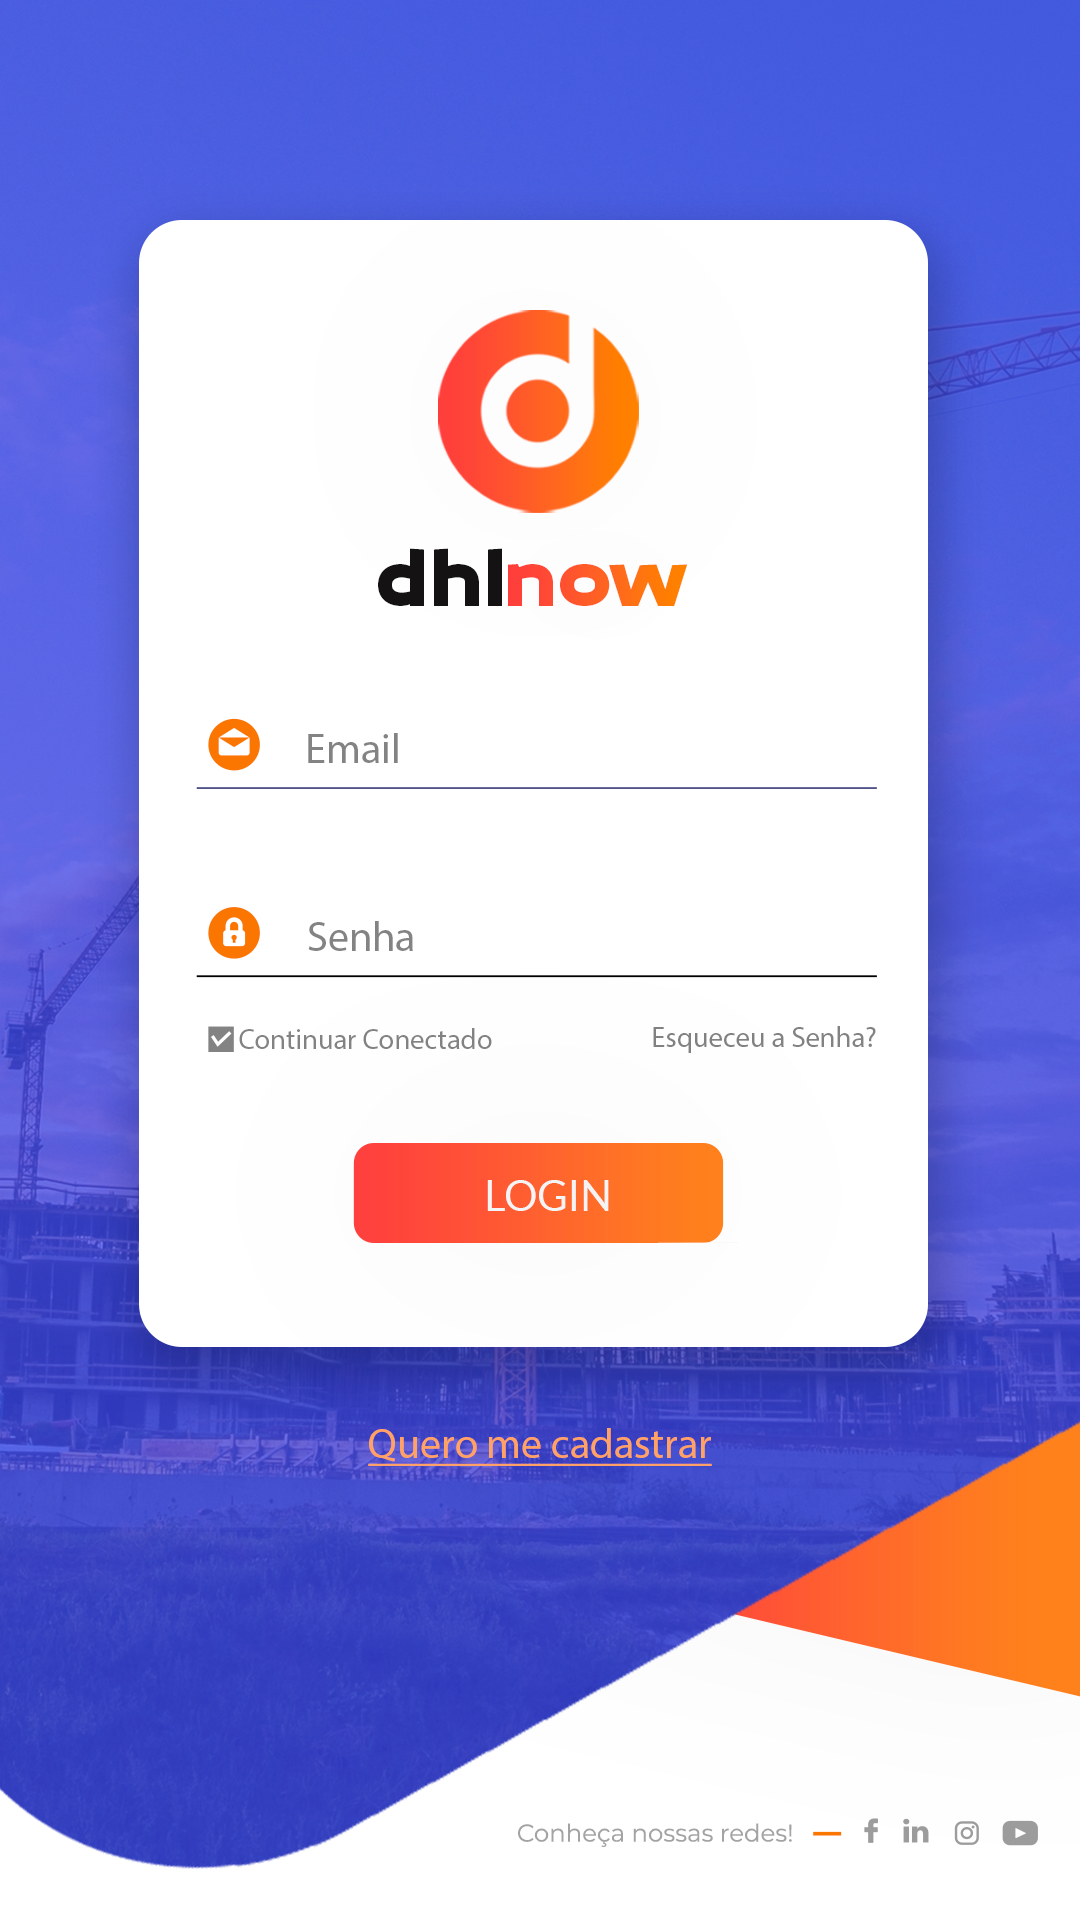 dhlnow
Email
Senha
Continuar Conectado
Esqueceu a Senha?
LOGIN
Quero me cadastrar
Conheça nossas redes!